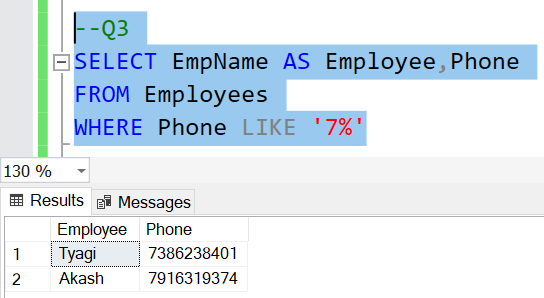 --Q3
SELECT EmpName AS Employee,Phone
FROM Employees
WHERE Phone LIKE '7%'
130 %
Results Messages
Employee Phone
1 Tyagi 7386238401
2 Akash 7916319374